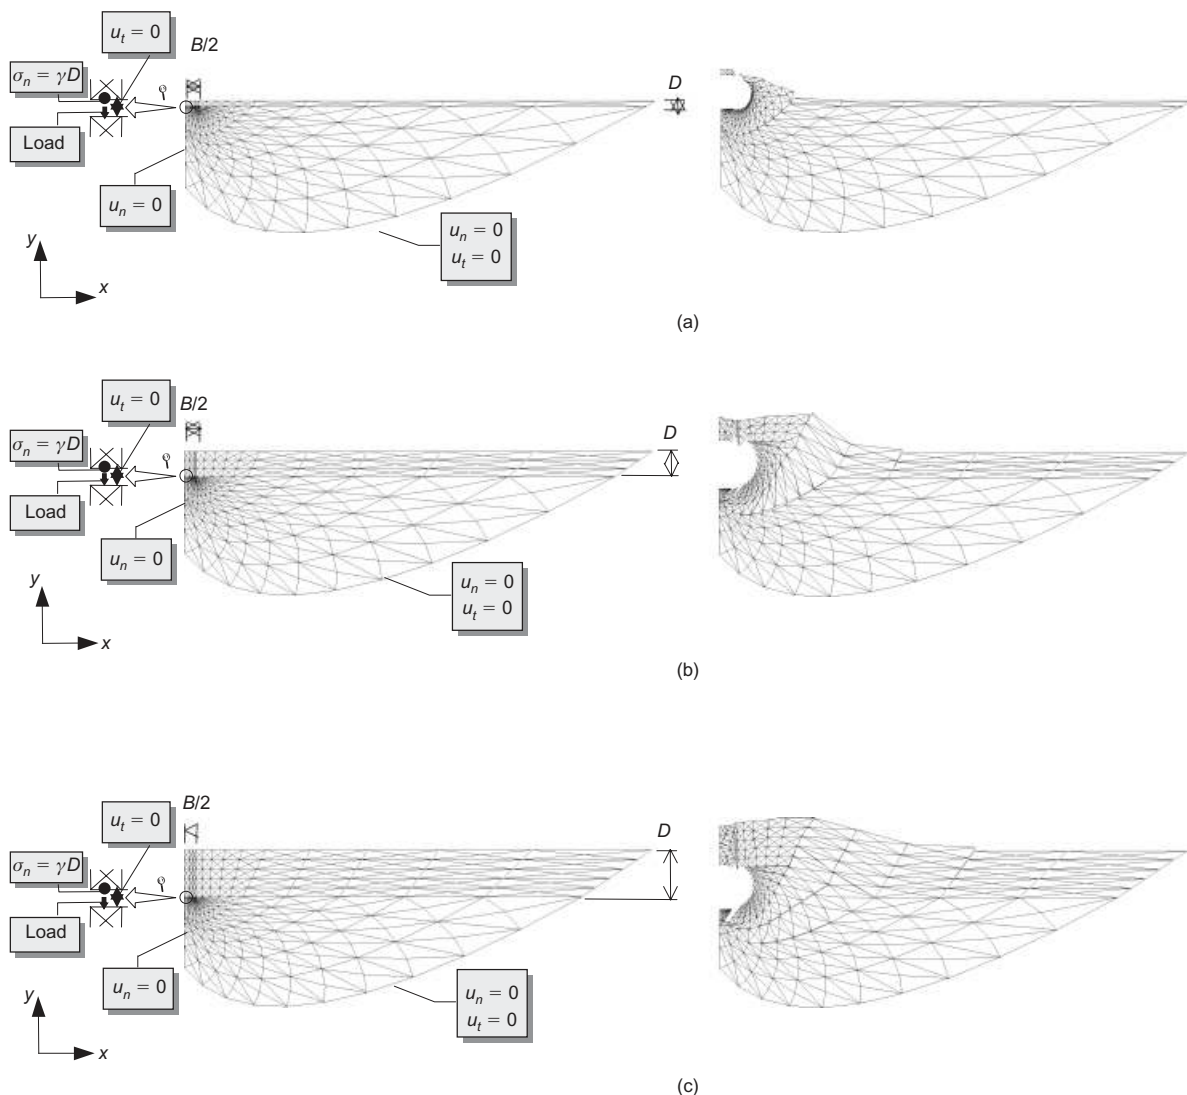 u_t = 0
B/2
σ_n = γD
Load
u_n = 0
u_n = 0
u_t = 0
D
y
x
(a)
u_t = 0
B/2
σ_n = γD
Load
u_n = 0
u_n = 0
u_t = 0
D
y
x
(b)
u_t = 0
B/2
σ_n = γD
Load
u_n = 0
u_n = 0
u_t = 0
D
y
x
(c)